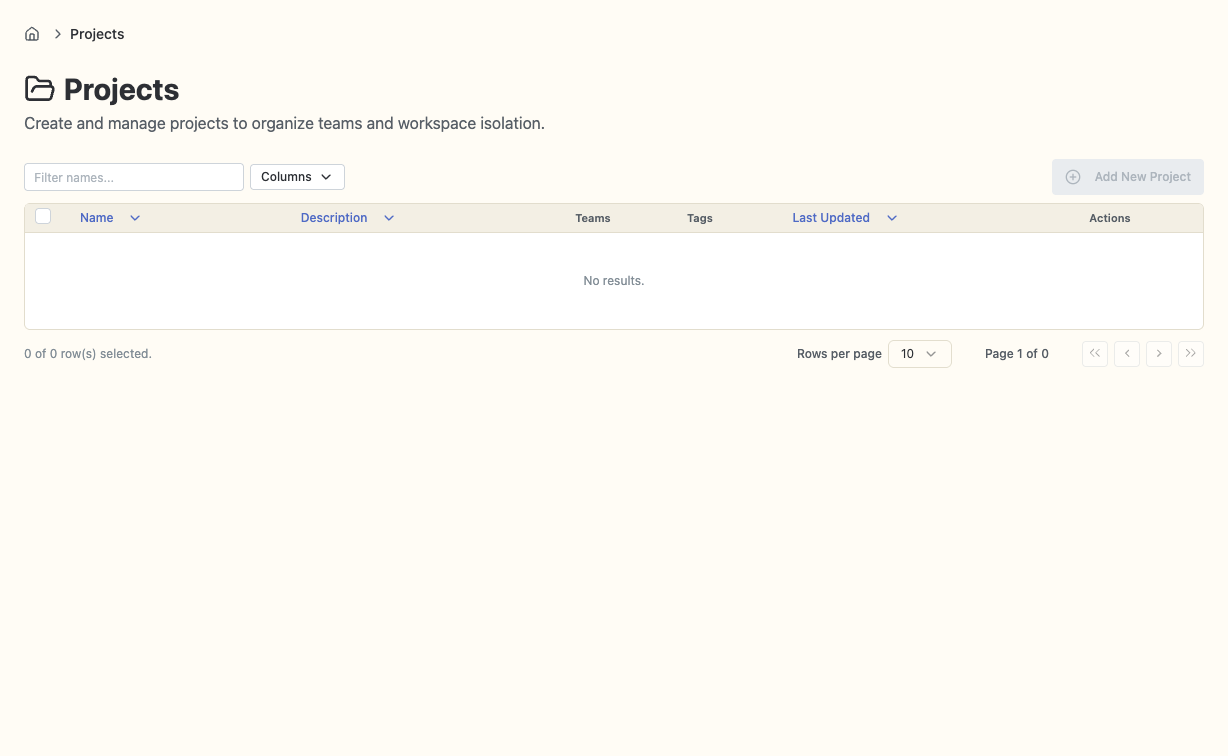 Projects
Projects
Create and manage projects to organize teams and workspace isolation.
Filter names...
Columns
Add New Project
Name Description Teams Tags Last Updated Actions
No results.
0 of 0 row(s) selected.
Rows per page 10 Page 1 of 0